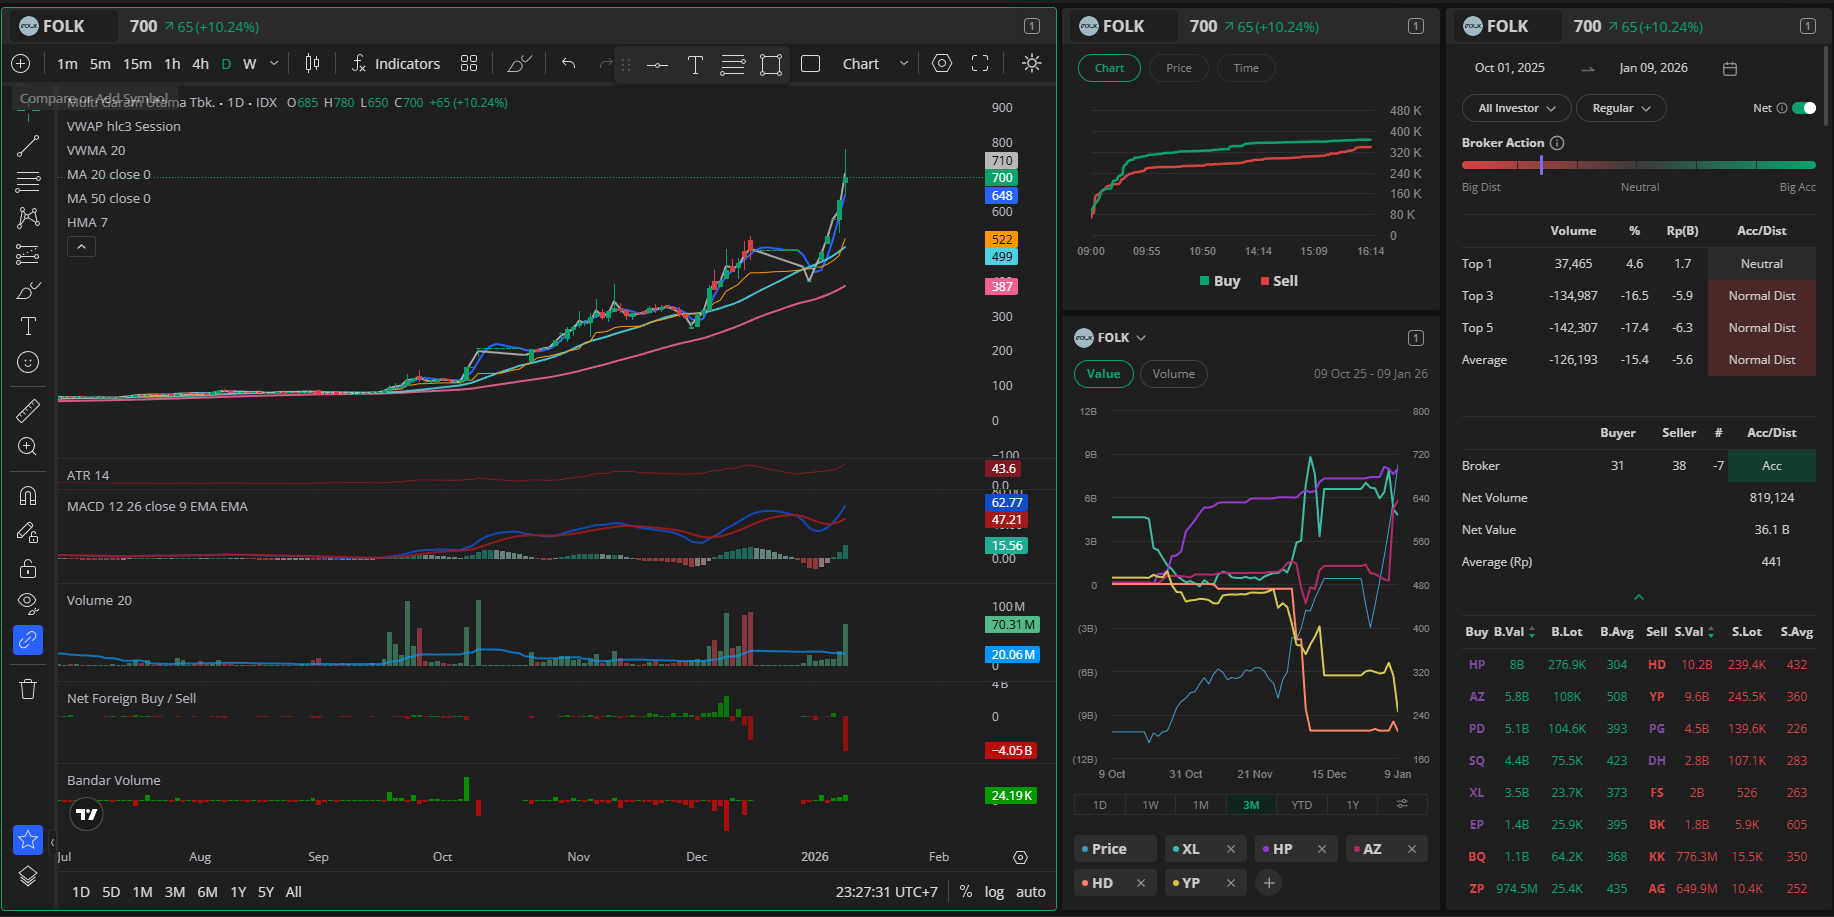 FOLK 700 65 (+10.24%) 1
1m 5m 15m 1h 4h D W Indicators T Chart
Compare or Add Symbol
Multi Garam Utama Tbk. · 1D · IDX O685 H780 L650 C700 +65 (+10.24%)
VWAP hlc3 Session
VWMA 20
MA 20 close 0
MA 50 close 0
HMA 7
900
800
710
700
648
600
522
499
387
300
200
100
0
−100
ATR 14
43.6
0.0
MACD 12 26 close 9 EMA EMA
80.00
62.77
47.21
15.56
0.00
Volume 20
100 M
70.31 M
20.06 M
0
Net Foreign Buy / Sell
4 B
0
−4.05 B
Bandar Volume
24.19 K
Jul Aug Sep Oct Nov Dec 2026 Feb
1D 5D 1M 3M 6M 1Y 5Y All 23:27:31 UTC+7 % log auto
FOLK 700 65 (+10.24%) 1
Chart Price Time
480 K
400 K
320 K
240 K
160 K
80 K
0
09:00 09:55 10:50 14:14 15:09 16:14
Buy Sell
FOLK 1
Value Volume 09 Oct 25 - 09 Jan 26
12B 800
9B 720
6B 640
3B 560
0 480
(3B) 400
(6B) 320
(9B) 240
(12B) 160
9 Oct 31 Oct 21 Nov 15 Dec 9 Jan
1D 1W 1M 3M YTD 1Y
Price XL HP AZ
HD YP
FOLK 700 65 (+10.24%) 1
Oct 01, 2025 Jan 09, 2026
All Investor Regular Net
Broker Action
Big Dist Neutral Big Acc
Volume % Rp(B) Acc/Dist
Top 1 37,465 4.6 1.7 Neutral
Top 3 -134,987 -16.5 -5.9 Normal Dist
Top 5 -142,307 -17.4 -6.3 Normal Dist
Average -126,193 -15.4 -5.6 Normal Dist
Buyer Seller # Acc/Dist
Broker 31 38 -7 Acc
Net Volume 819,124
Net Value 36.1 B
Average (Rp) 441
Buy B.Val B.Lot B.Avg Sell S.Val S.Lot S.Avg
HP 8B 276.9K 304 HD 10.2B 239.4K 432
AZ 5.8B 108K 508 YP 9.6B 245.5K 360
PD 5.1B 104.6K 393 PG 4.5B 139.6K 226
SQ 4.4B 75.5K 423 DH 2.8B 107.1K 283
XL 3.5B 23.7K 373 FS 2B 526 263
EP 1.4B 25.9K 395 BK 1.8B 5.9K 605
BQ 1.1B 64.2K 368 KK 776.3M 15.5K 350
ZP 974.5M 25.4K 435 AG 649.9M 10.4K 252